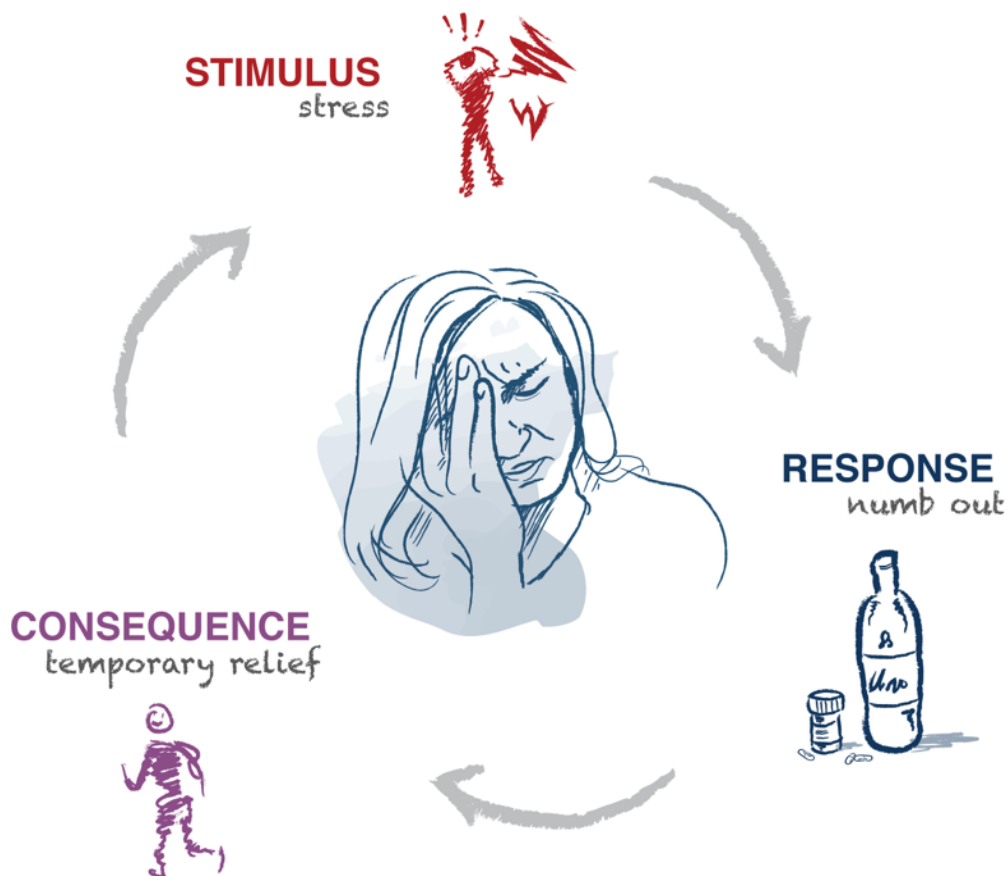 STIMULUS
stress
RESPONSE
numb out
CONSEQUENCE
temporary relief